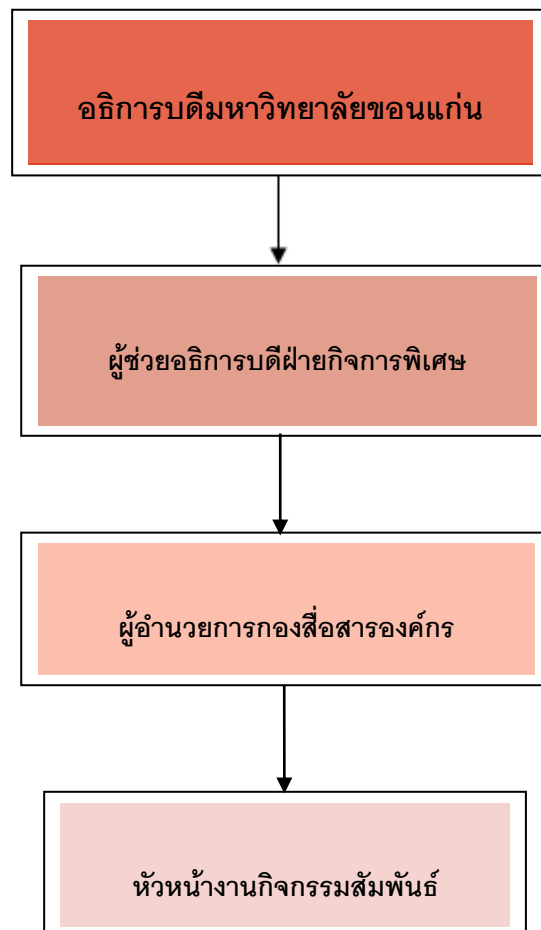 อธิการบดีมหาวิทยาลัยขอนแก่น
ผู้ช่วยอธิการบดีฝ่ายกิจการพิเศษ
ผู้อำนวยการกองสื่อสารองค์กร
หัวหน้างานกิจกรรมสัมพันธ์